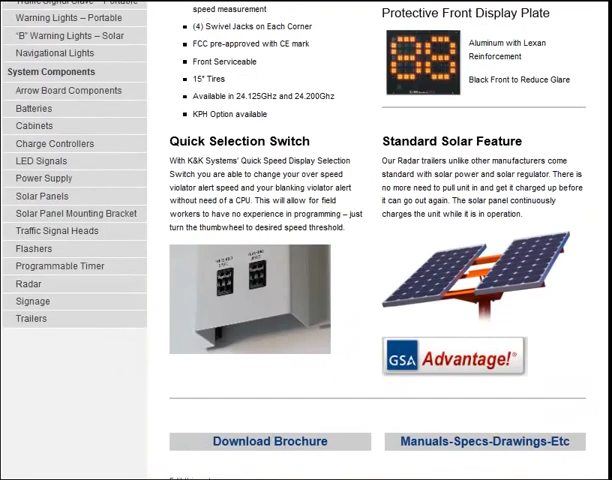 Warning Lights – Portable
"B" Warning Lights – Solar
Navigational Lights
System Components
Arrow Board Components
Batteries
Cabinets
Charge Controllers
LED Signals
Power Supply
Solar Panels
Solar Panel Mounting Bracket
Traffic Signal Heads
Flashers
Programmable Timer
Radar
Signage
Trailers
speed measurement
(4) Swivel Jacks on Each Corner
FCC pre-approved with CE mark
Front Serviceable
15" Tires
Available in 24.125GHz and 24.200Ghz
KPH Option available
Protective Front Display Plate
88
Aluminum with Lexan
Reinforcement
Black Front to Reduce Glare
Quick Selection Switch
With K&K Systems' Quick Speed Display Selection
Switch you are able to change your over speed
violator alert speed and your blanking violator alert
without need of a CPU. This will allow for field
workers to have no experience in programming – just
turn the thumbwheel to desired speed threshold.
Standard Solar Feature
Our Radar trailers unlike other manufacturers come
standard with solar power and solar regulator. There is
no more need to pull unit in and get it charged up before
it can go out again. The solar panel continuously
charges the unit while it is in operation.
GSA Advantage!®
Download Brochure
Manuals-Specs-Drawings-Etc